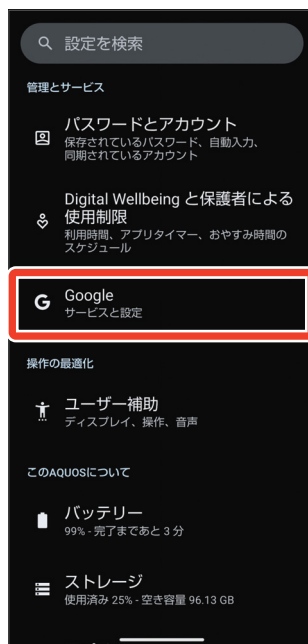 設定を検索
管理とサービス
パスワードとアカウント
保存されているパスワード、自動入力、
同期されているアカウント
Digital Wellbeing と保護者による
使用制限
利用時間、アプリタイマー、おやすみ時間の
スケジュール
G Google
サービスと設定
操作の最適化
ユーザー補助
ディスプレイ、操作、音声
このAQUOSについて
バッテリー
99% - 完了まであと 3 分
ストレージ
使用済み 25% - 空き容量 96.13 GB